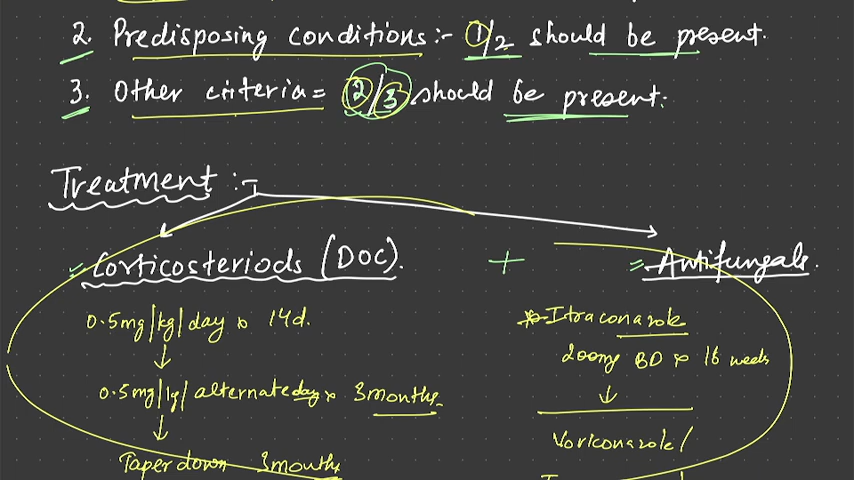 2. Predisposing conditions :- 1/2 should be present.
3. Other criteria = 2/3 should be present.
Treatment :-
Corticosteriods (DOC). + = Antifungals.
0.5mg/kg/day x 14d. * Itraconazole
200mg BD x 16 weeks
0.5mg/kg/alternate day x 3months.
Voriconazole/
Taper down 3months